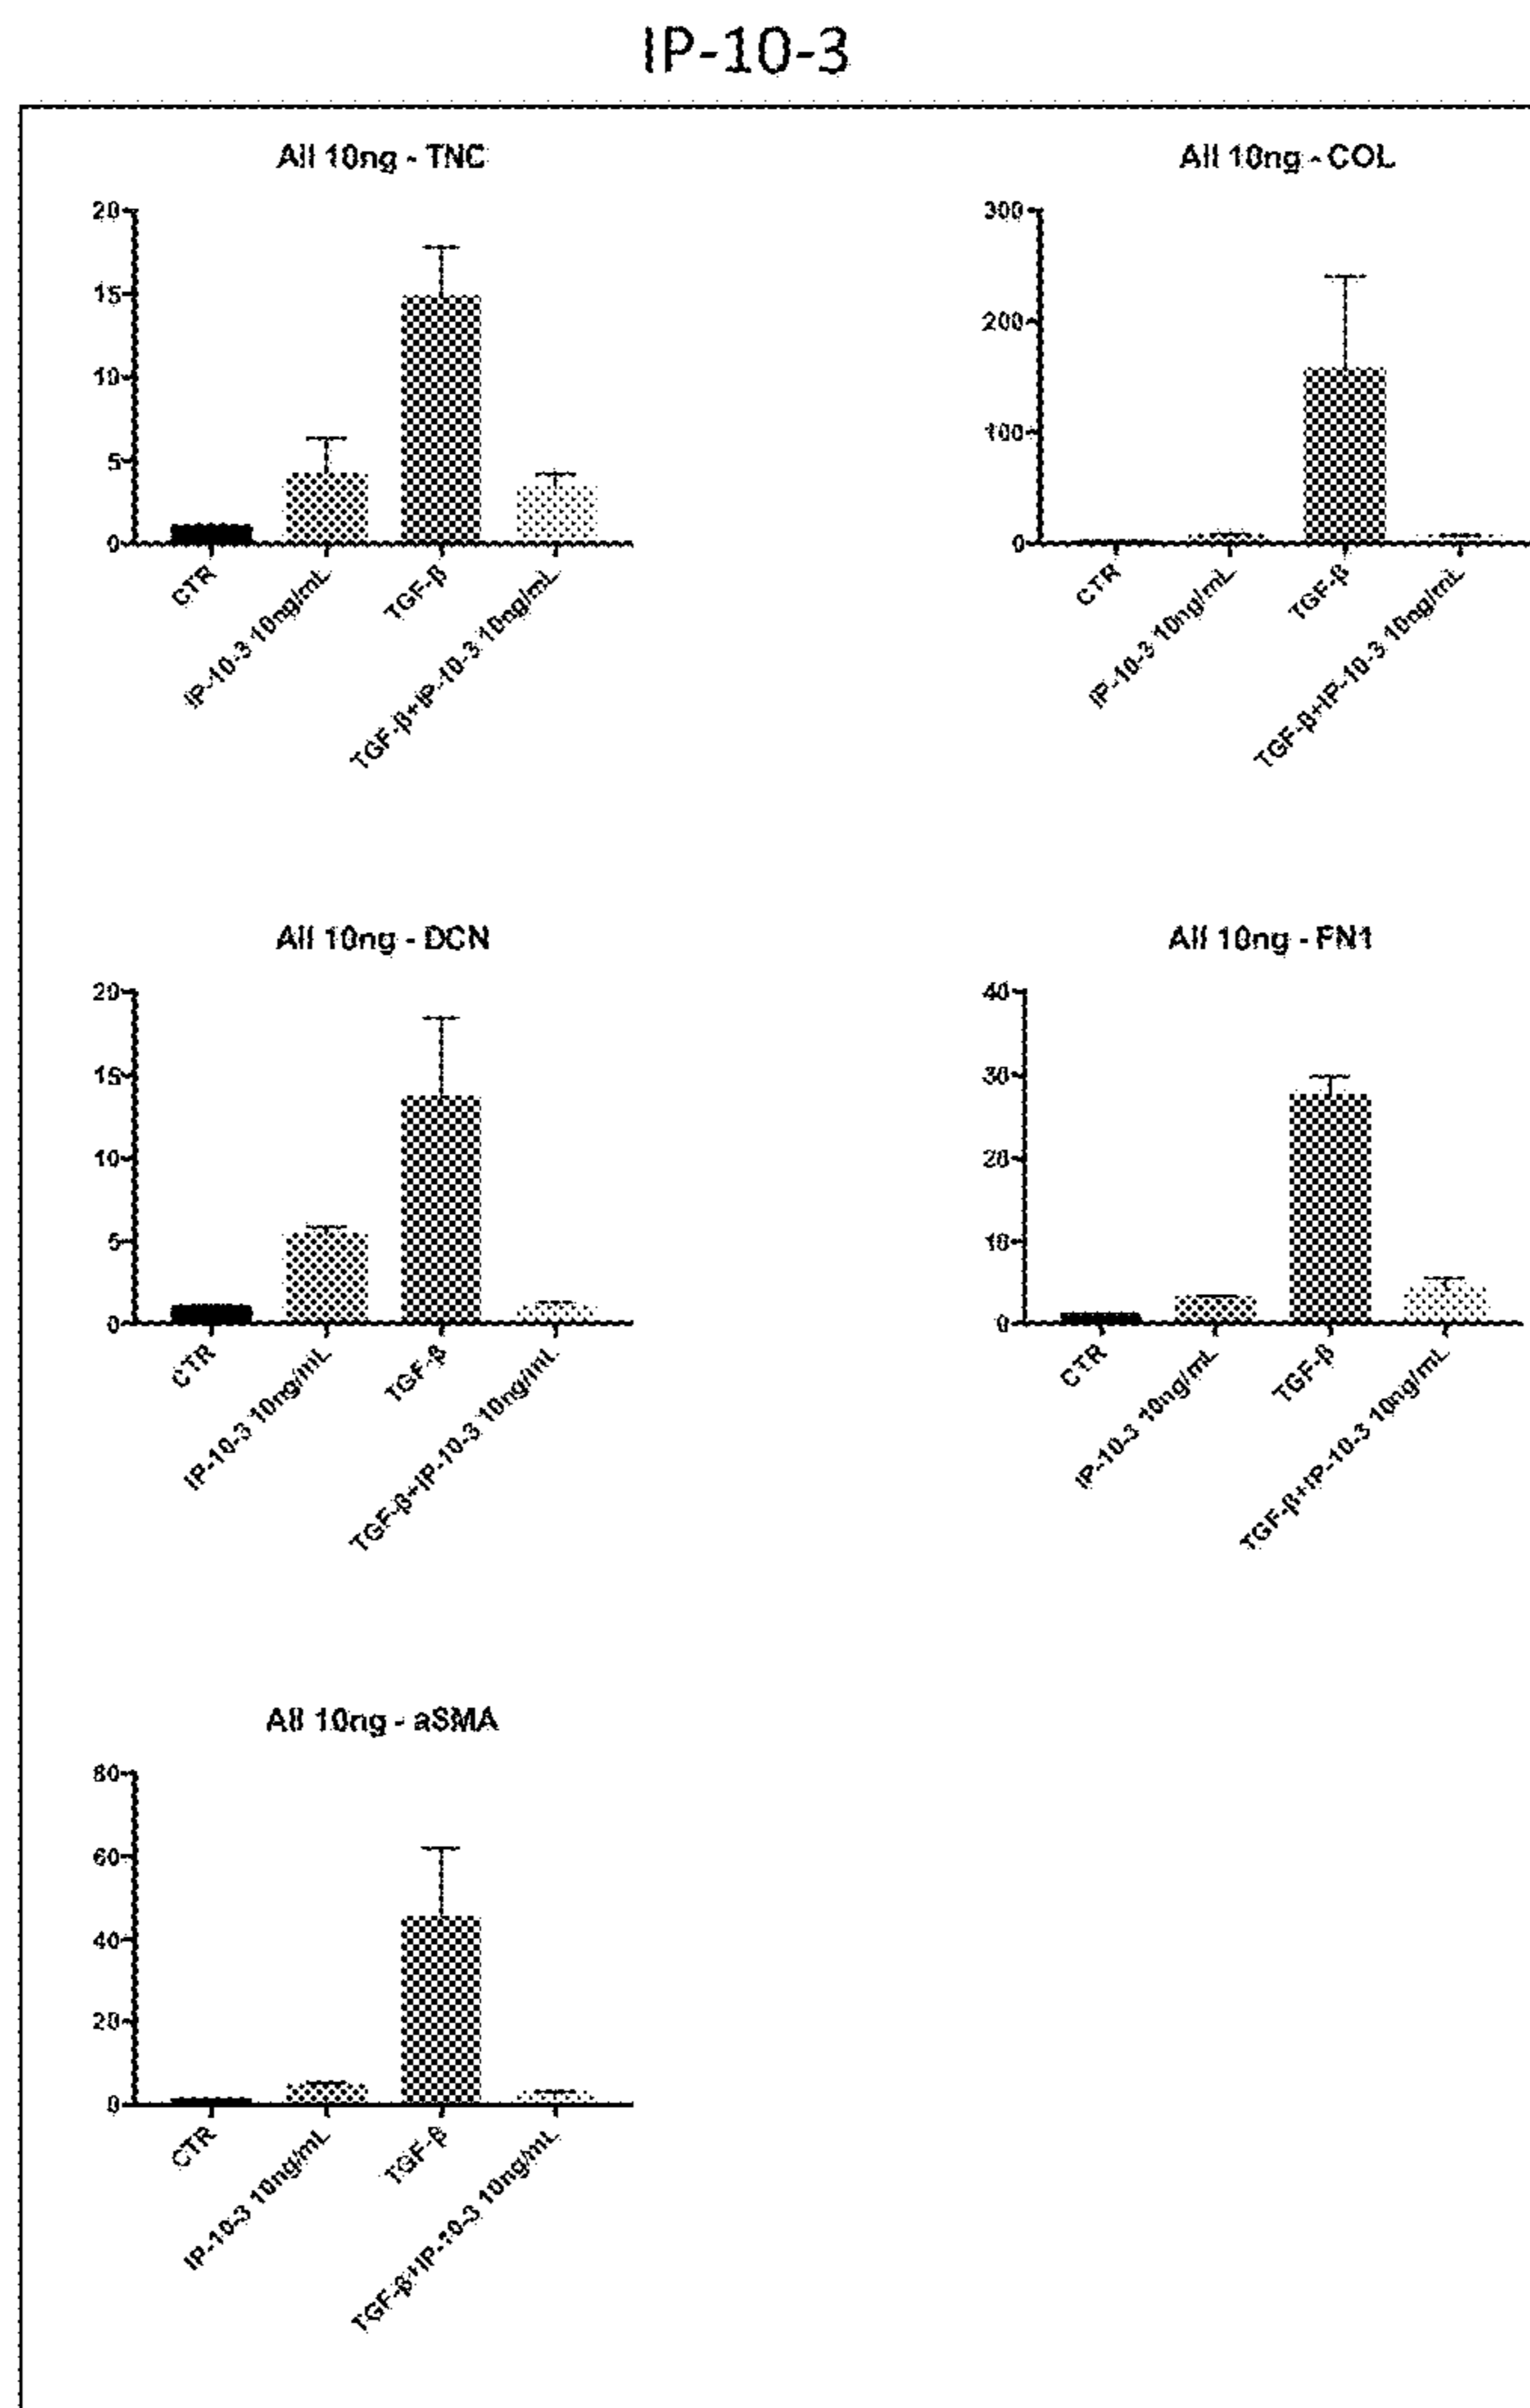 IP-10-3
All 10ng - TNC
20
15
10
5
0
CTR
IP-10-3 10ng/mL
TGF-β
TGF-β+IP-10-3 10ng/mL
All 10ng - COL
300
200
100
0
CTR
IP-10-3 10ng/mL
TGF-β
TGF-β+IP-10-3 10ng/mL
All 10ng - DCN
20
15
10
5
0
CTR
IP-10-3 10ng/mL
TGF-β
TGF-β+IP-10-3 10ng/mL
All 10ng - FN1
40
30
20
10
0
CTR
IP-10-3 10ng/mL
TGF-β
TGF-β+IP-10-3 10ng/mL
All 10ng - aSMA
80
60
40
20
0
CTR
IP-10-3 10ng/mL
TGF-β
TGF-β+IP-10-3 10ng/mL